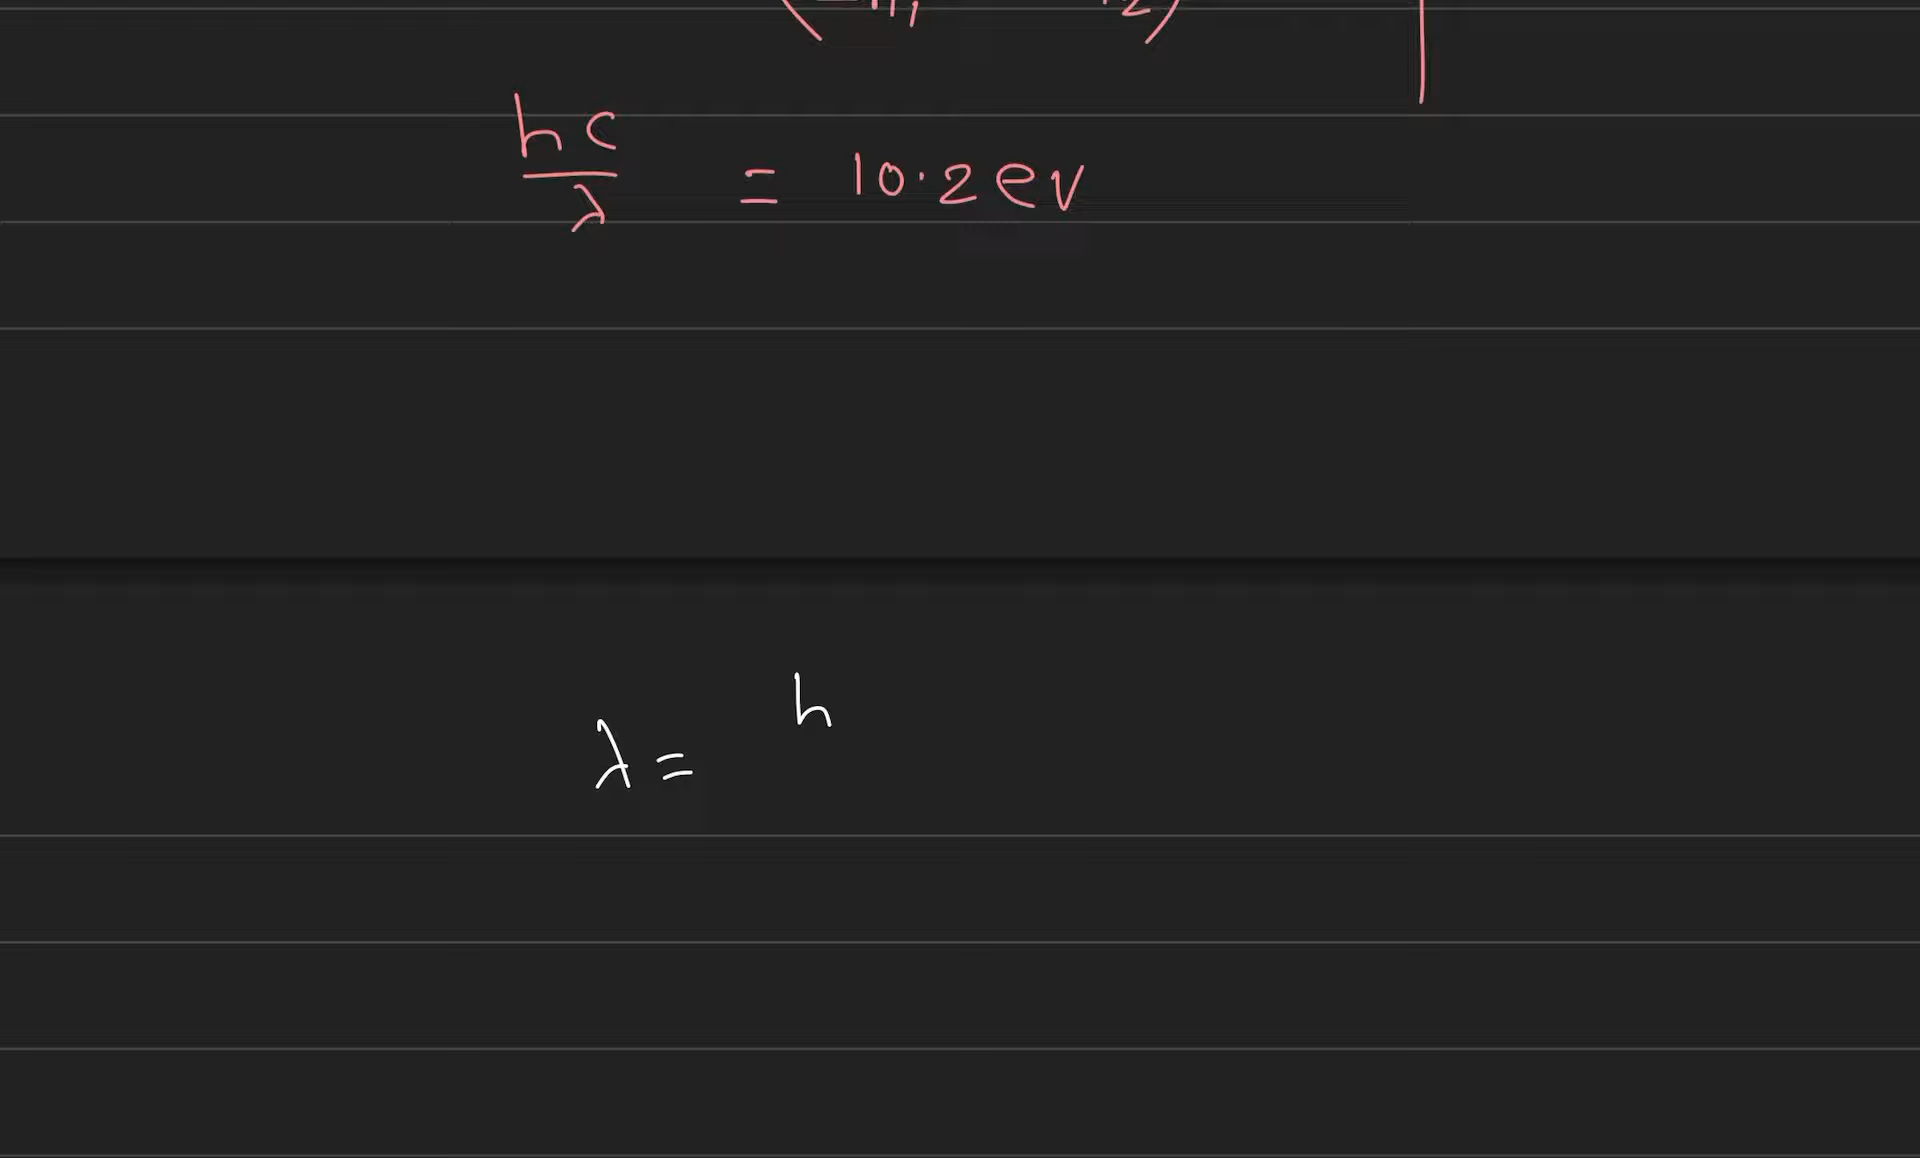 hc/λ = 10.2 ev
λ = h